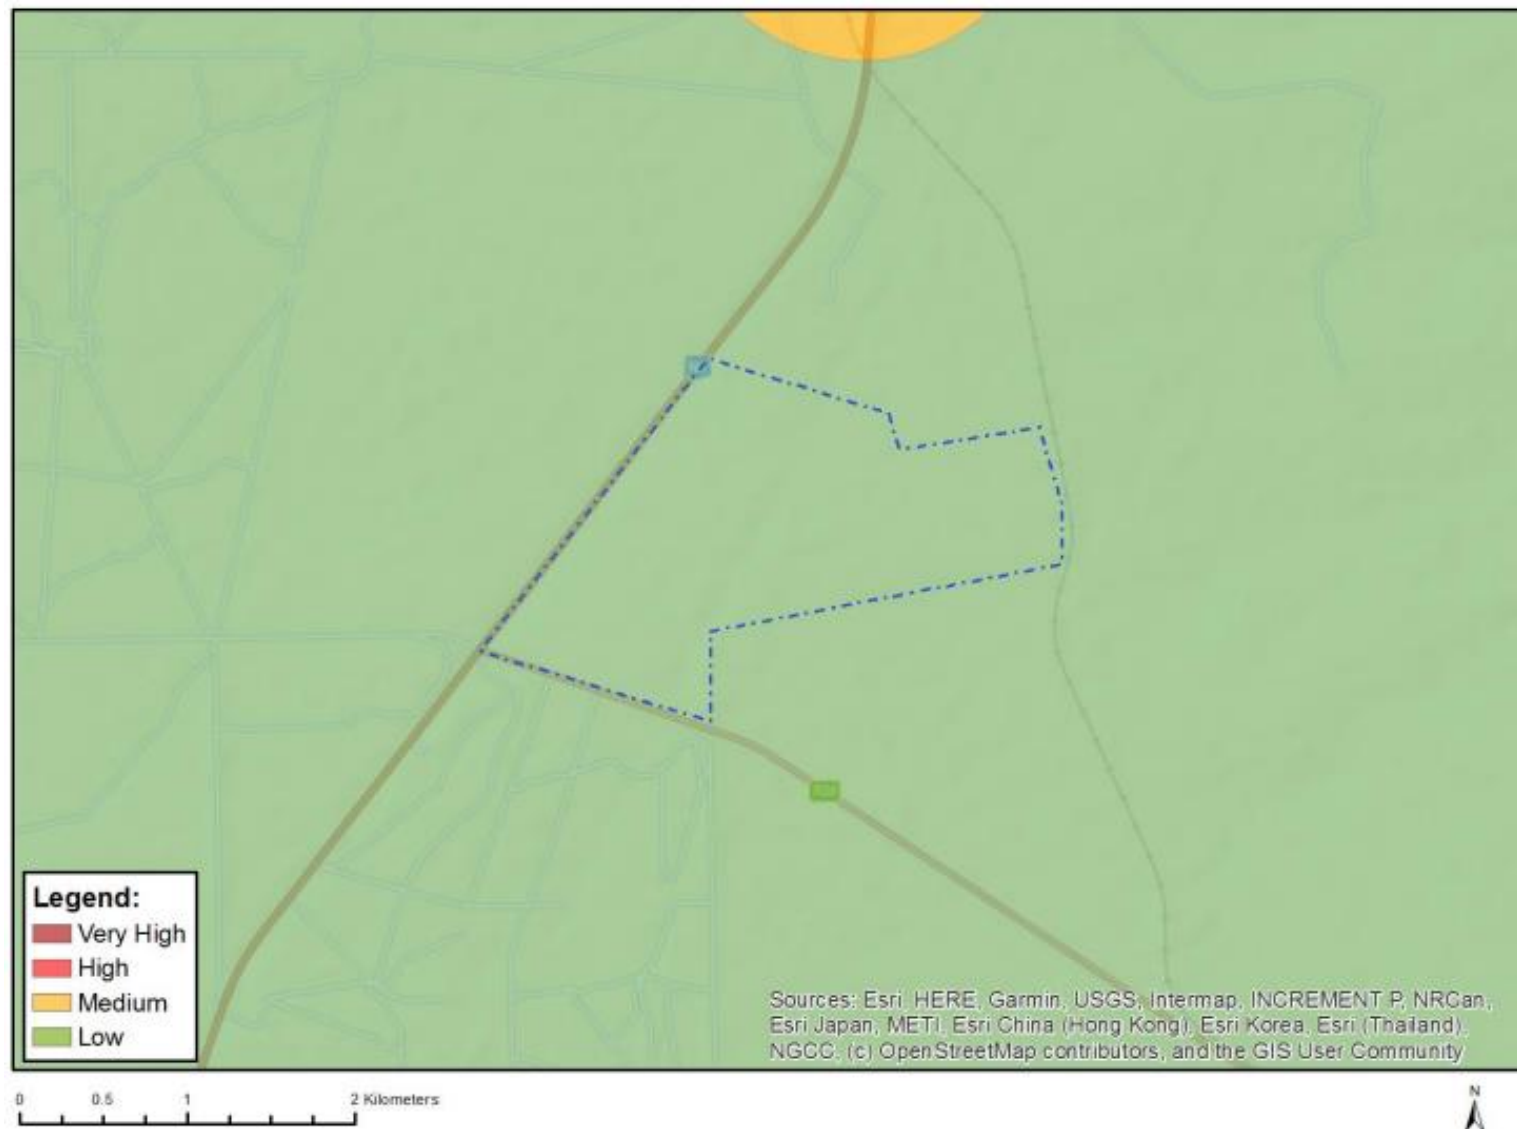 Legend:
Very High
High
Medium
Low
Sources: Esri, HERE, Garmin, USGS, Intermap, INCREMENT P, NRCan,
Esri Japan, METI, Esri China (Hong Kong), Esri Korea, Esri (Thailand),
NGCC, (c) OpenStreetMap contributors, and the GIS User Community
0 0.5 1 2 Kilometers
N